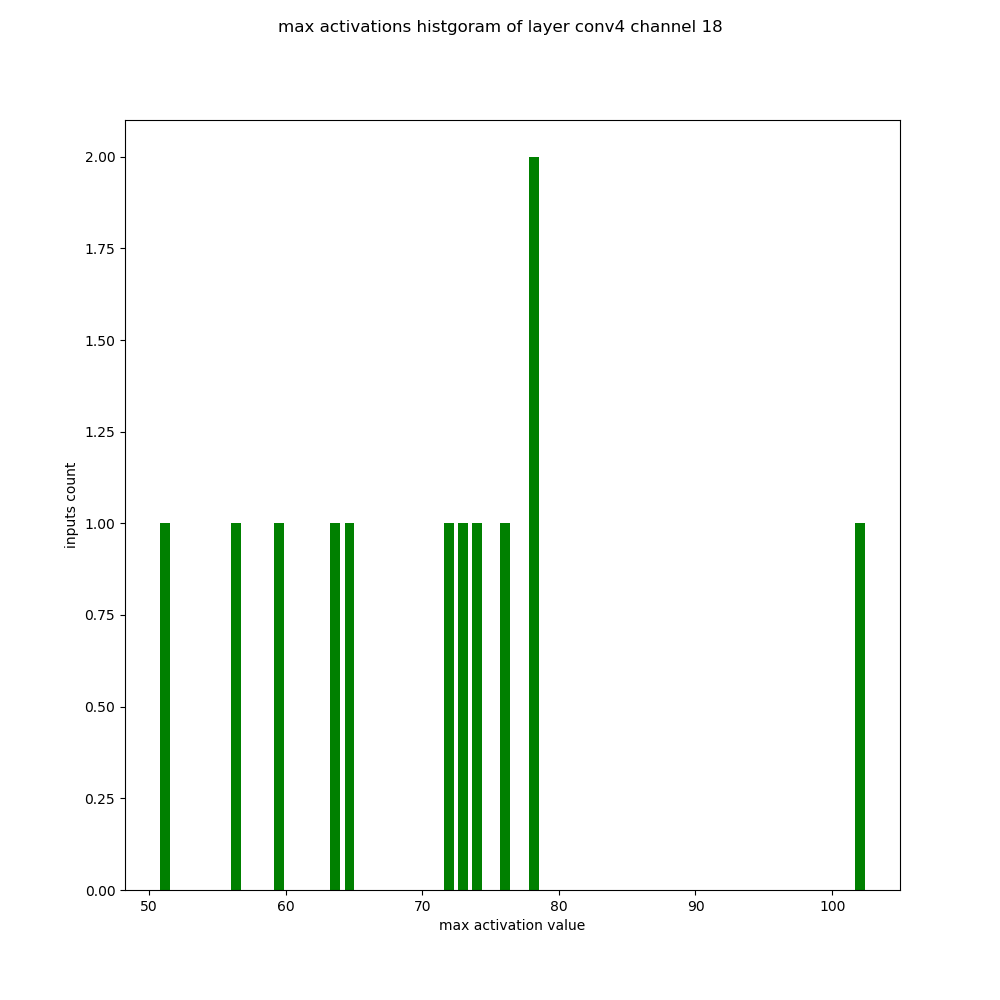 max activations histgoram of layer conv4 channel 18
2.00
1.75
1.50
1.25
1.00
0.75
0.50
0.25
0.00
inputs count
50 60 70 80 90 100
max activation value